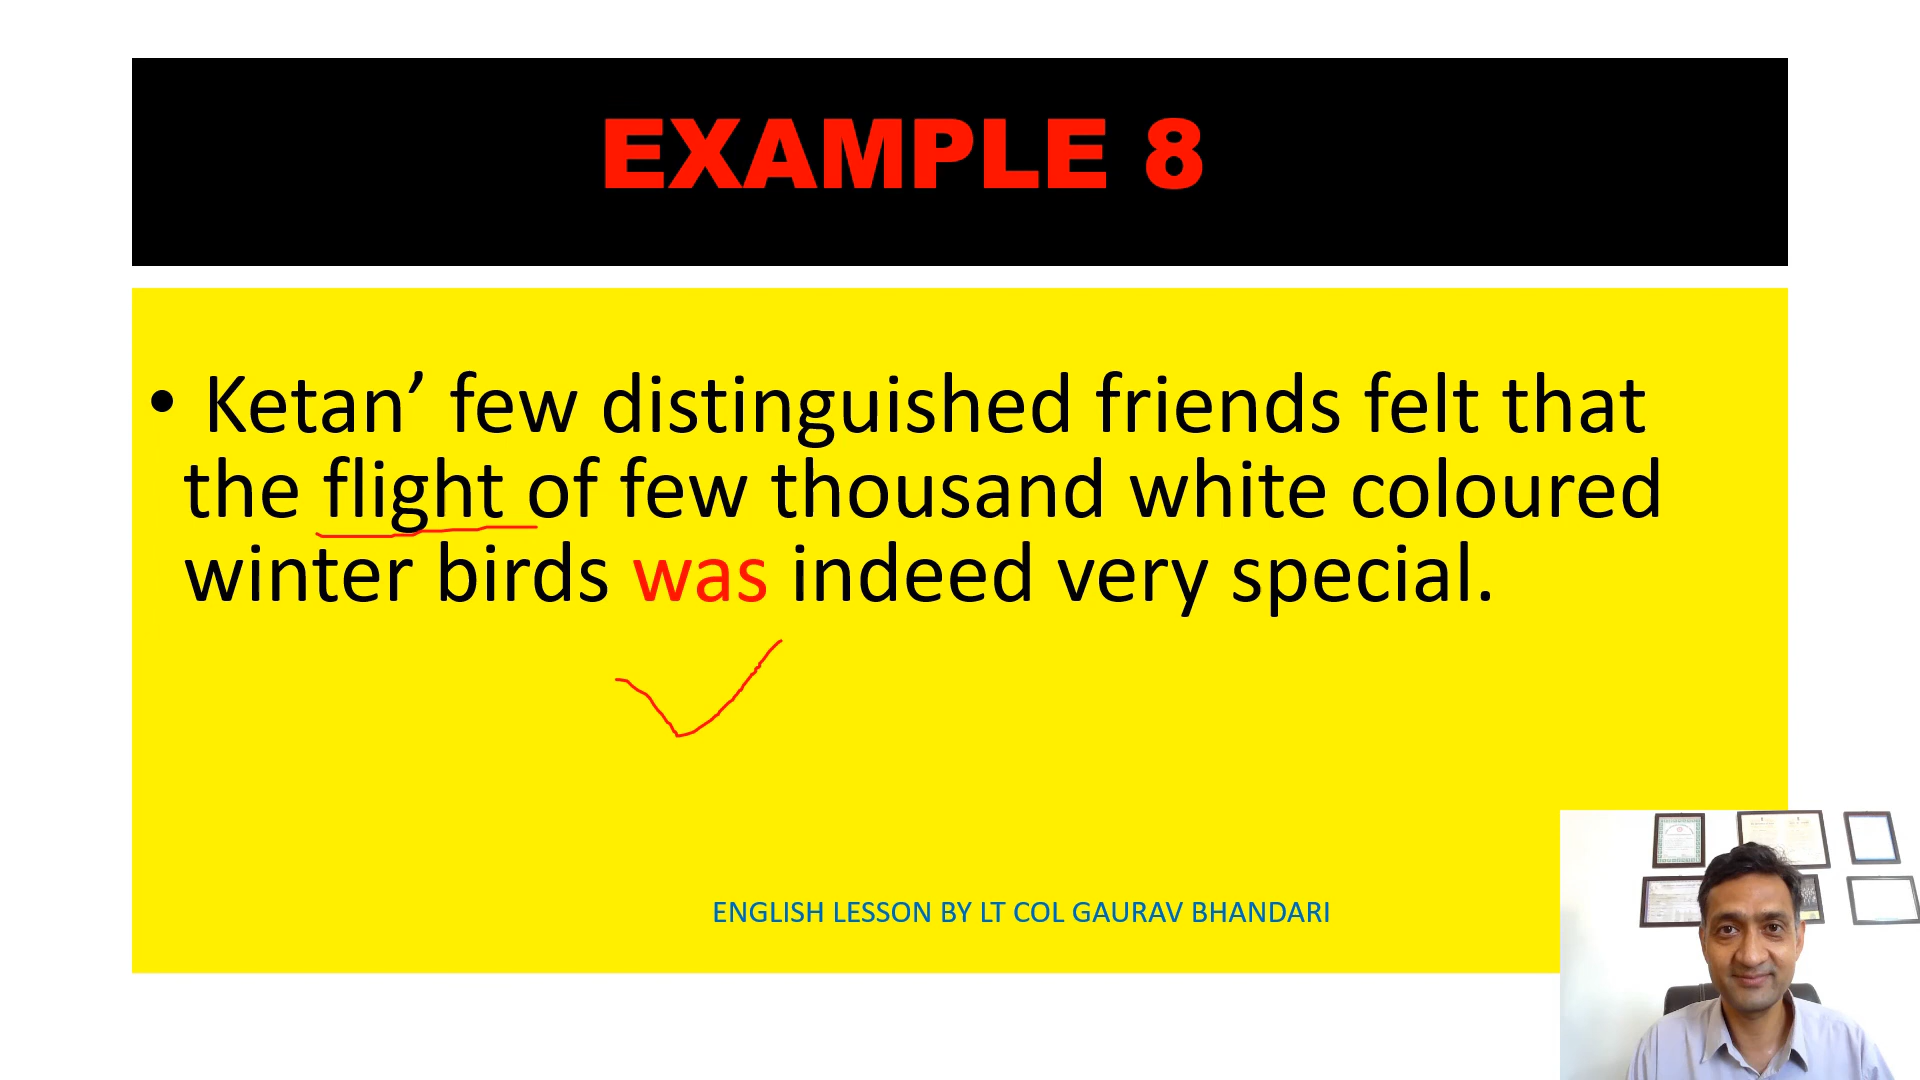 EXAMPLE 8
• Ketan’ few distinguished friends felt that
the flight of few thousand white coloured
winter birds was indeed very special.
ENGLISH LESSON BY LT COL GAURAV BHANDARI